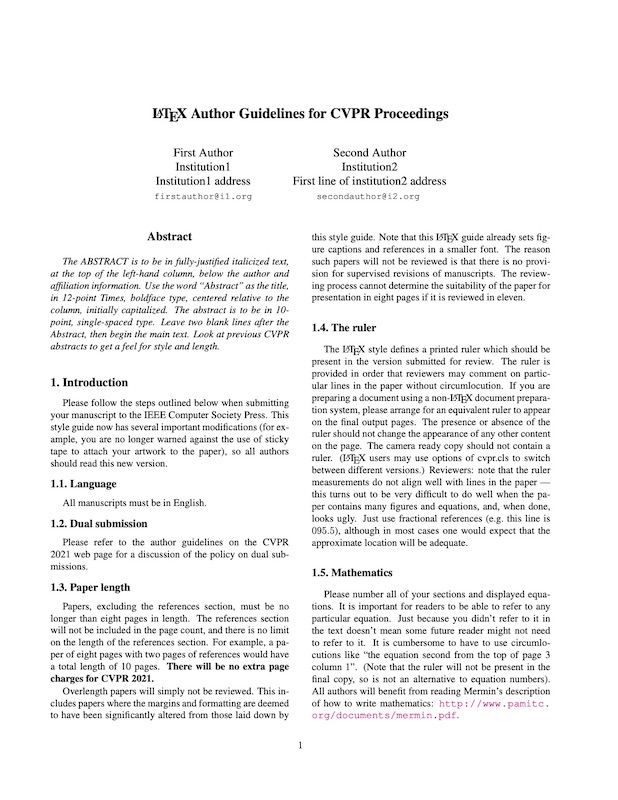 LATEX Author Guidelines for CVPR Proceedings
First Author
Institution1
Institution1 address
firstauthor@i1.org
Second Author
Institution2
First line of institution2 address
secondauthor@i2.org
Abstract
The ABSTRACT is to be in fully-justified italicized text,
at the top of the left-hand column, below the author and
affiliation information. Use the word “Abstract” as the title,
in 12-point Times, boldface type, centered relative to the
column, initially capitalized. The abstract is to be in 10-
point, single-spaced type. Leave two blank lines after the
Abstract, then begin the main text. Look at previous CVPR
abstracts to get a feel for style and length.
1. Introduction
Please follow the steps outlined below when submitting
your manuscript to the IEEE Computer Society Press. This
style guide now has several important modifications (for ex-
ample, you are no longer warned against the use of sticky
tape to attach your artwork to the paper), so all authors
should read this new version.
1.1. Language
All manuscripts must be in English.
1.2. Dual submission
Please refer to the author guidelines on the CVPR
2021 web page for a discussion of the policy on dual sub-
missions.
1.3. Paper length
Papers, excluding the references section, must be no
longer than eight pages in length. The references section
will not be included in the page count, and there is no limit
on the length of the references section. For example, a pa-
per of eight pages with two pages of references would have
a total length of 10 pages. There will be no extra page
charges for CVPR 2021.
Overlength papers will simply not be reviewed. This in-
cludes papers where the margins and formatting are deemed
to have been significantly altered from those laid down by
this style guide. Note that this LATEX guide already sets fig-
ure captions and references in a smaller font. The reason
such papers will not be reviewed is that there is no provi-
sion for supervised revisions of manuscripts. The review-
ing process cannot determine the suitability of the paper for
presentation in eight pages if it is reviewed in eleven.
1.4. The ruler
The LATEX style defines a printed ruler which should be
present in the version submitted for review. The ruler is
provided in order that reviewers may comment on partic-
ular lines in the paper without circumlocution. If you are
preparing a document using a non-LATEX document prepara-
tion system, please arrange for an equivalent ruler to appear
on the final output pages. The presence or absence of the
ruler should not change the appearance of any other content
on the page. The camera ready copy should not contain a
ruler. (LATEX users may use options of cvpr.cls to switch
between different versions.) Reviewers: note that the ruler
measurements do not align well with lines in the paper —
this turns out to be very difficult to do well when the pa-
per contains many figures and equations, and, when done,
looks ugly. Just use fractional references (e.g. this line is
095.5), although in most cases one would expect that the
approximate location will be adequate.
1.5. Mathematics
Please number all of your sections and displayed equa-
tions. It is important for readers to be able to refer to any
particular equation. Just because you didn’t refer to it in
the text doesn’t mean some future reader might not need
to refer to it. It is cumbersome to have to use circumlo-
cutions like “the equation second from the top of page 3
column 1”. (Note that the ruler will not be present in the
final copy, so is not an alternative to equation numbers).
All authors will benefit from reading Mermin’s description
of how to write mathematics: http://www.pamitc.
org/documents/mermin.pdf.
1